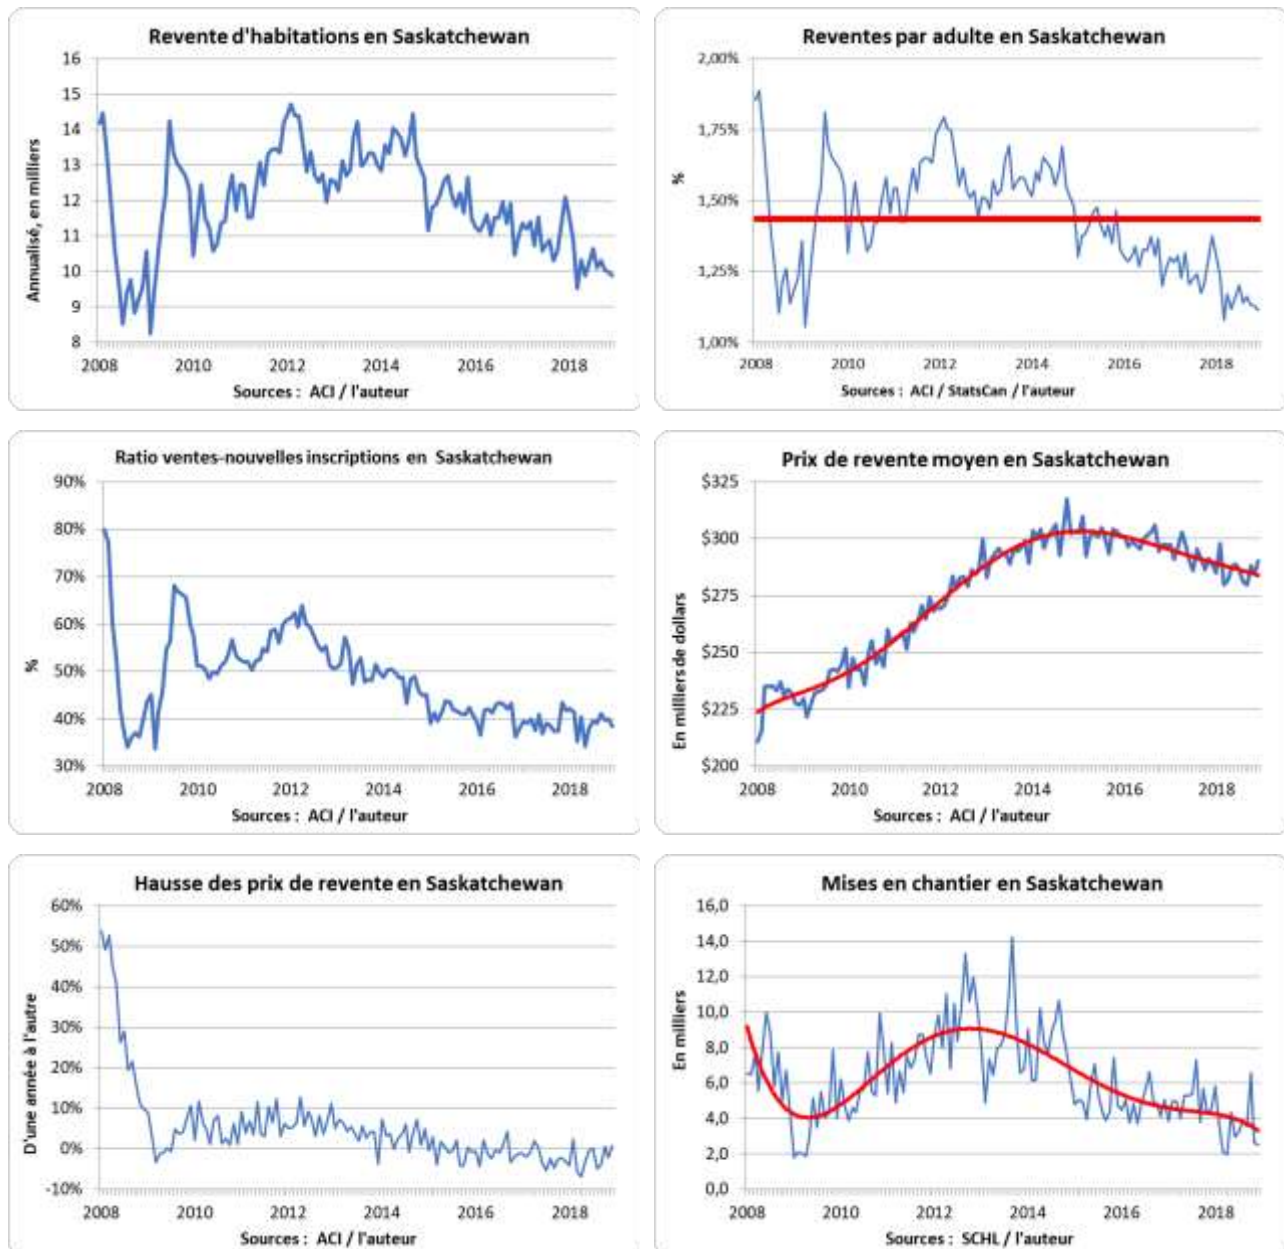 Revente d'habitations en Saskatchewan
16
15
14
13
12
11
10
9
8
Annualisé, en milliers
2008 2010 2012 2014 2016 2018
Sources : ACI / l'auteur
Reventes par adulte en Saskatchewan
2,00%
1,75%
1,50%
1,25%
1,00%
%
2008 2010 2012 2014 2016 2018
Sources : ACI / StatsCan / l'auteur
Ratio ventes-nouvelles inscriptions en Saskatchewan
90%
80%
70%
60%
50%
40%
30%
%
2008 2010 2012 2014 2016 2018
Sources : ACI / l'auteur
Prix de revente moyen en Saskatchewan
$325
$300
$275
$250
$225
$200
En milliers de dollars
2008 2010 2012 2014 2016 2018
Sources : ACI / l'auteur
Hausse des prix de revente en Saskatchewan
60%
50%
40%
30%
20%
10%
0%
-10%
D'une année à l'autre
2008 2010 2012 2014 2016 2018
Sources : ACI / l'auteur
Mises en chantier en Saskatchewan
16,0
14,0
12,0
10,0
8,0
6,0
4,0
2,0
0,0
En milliers
2008 2010 2012 2014 2016 2018
Sources : SCHL / l'auteur